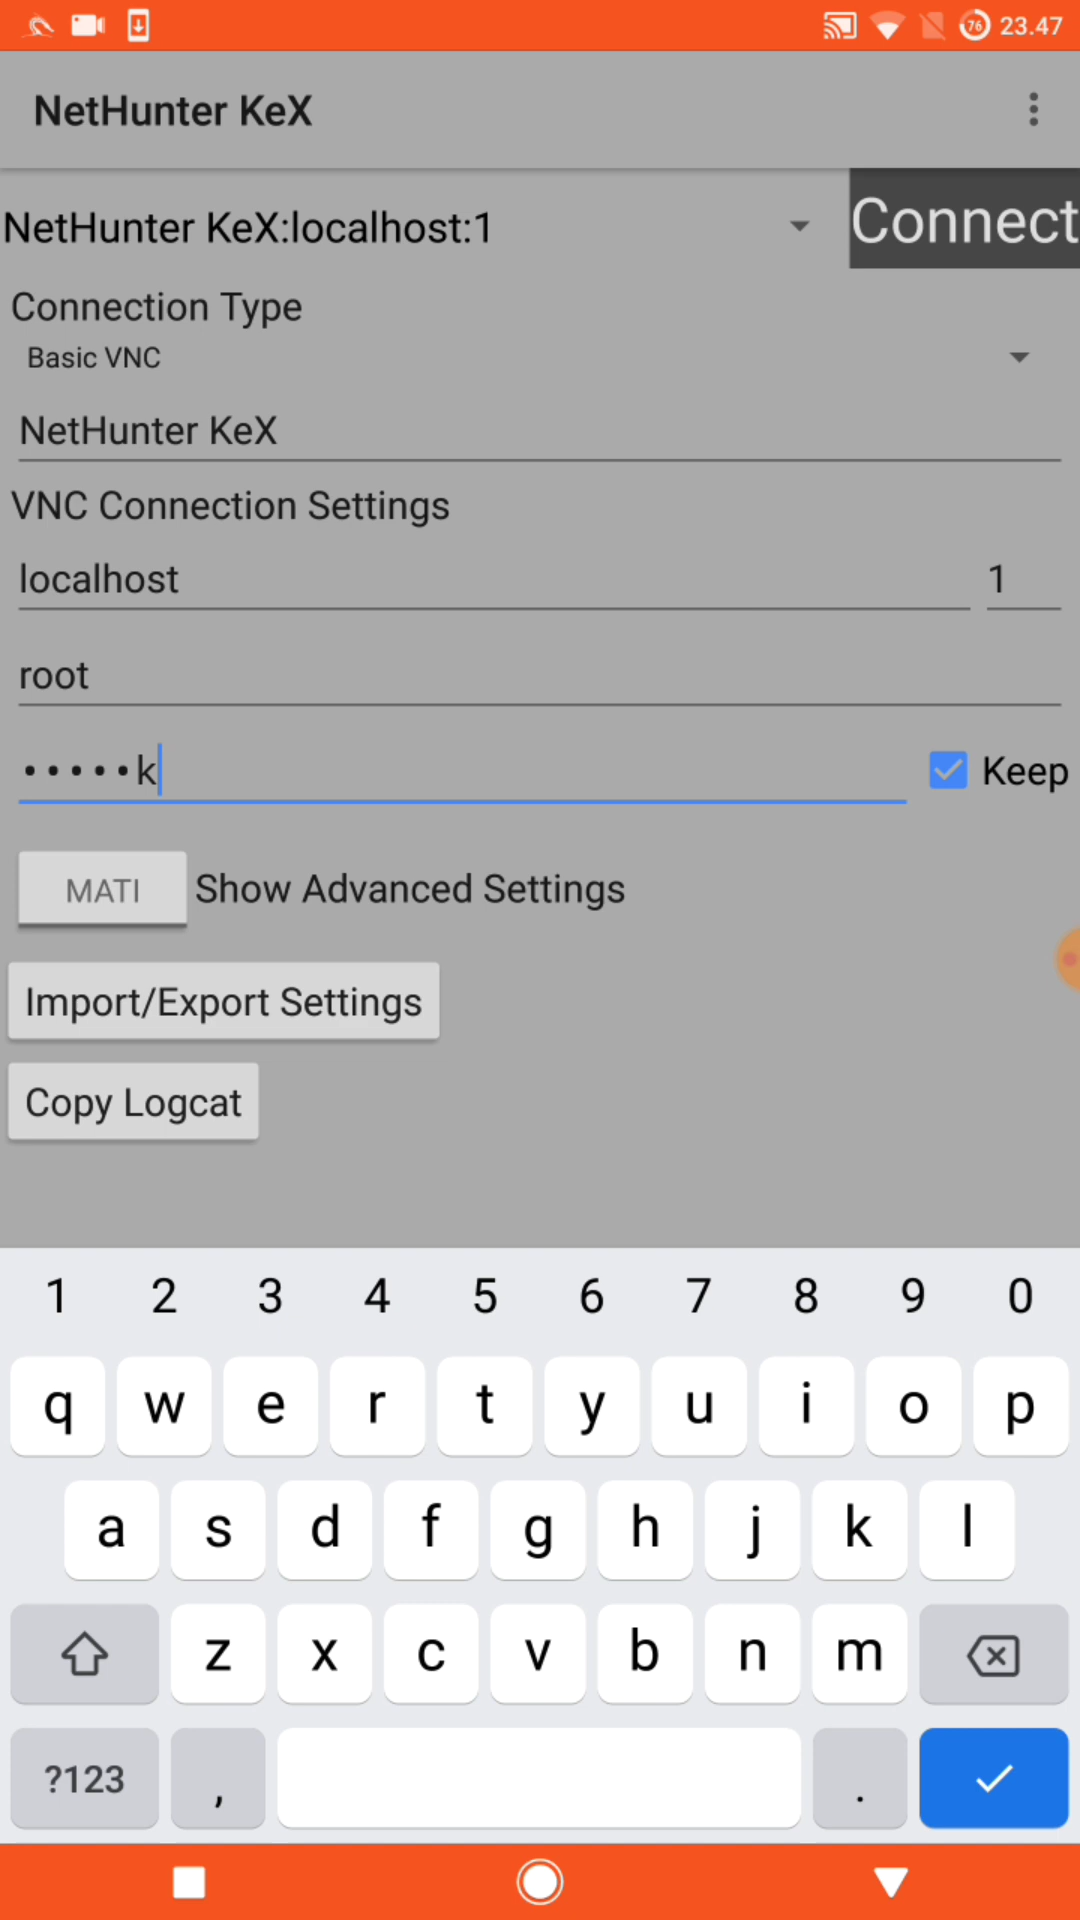 76 23.47
NetHunter KeX
NetHunter KeX:localhost:1
Connect
Connection Type
Basic VNC
NetHunter KeX
VNC Connection Settings
localhost 1
root
•••••k Keep
MATI Show Advanced Settings
Import/Export Settings
Copy Logcat
1 2 3 4 5 6 7 8 9 0
q w e r t y u i o p
a s d f g h j k l
z x c v b n m
?123 , .